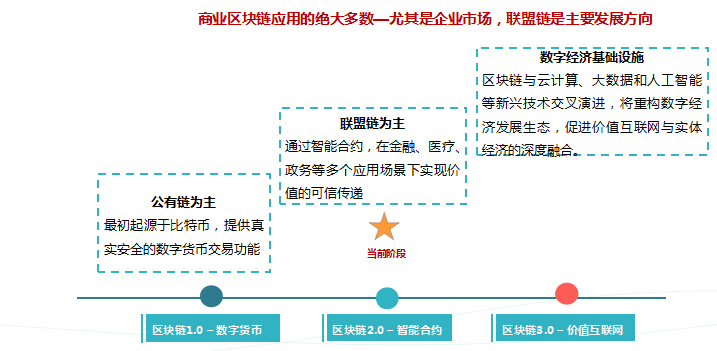 商业区块链应用的绝大多数—尤其是企业市场，联盟链是主要发展方向
数字经济基础设施
区块链与云计算、大数据和人工智能
等新兴技术交叉演进，将重构数字经
济发展生态，促进价值互联网与实体
经济的深度融合。
联盟链为主
通过智能合约，在金融、医疗、
政务等多个应用场景下实现价
值的可信传递
公有链为主
最初起源于比特币，提供真
实安全的数字货币交易功能
当前阶段
区块链1.0 – 数字货币
区块链2.0 – 智能合约
区块链3.0 – 价值互联网